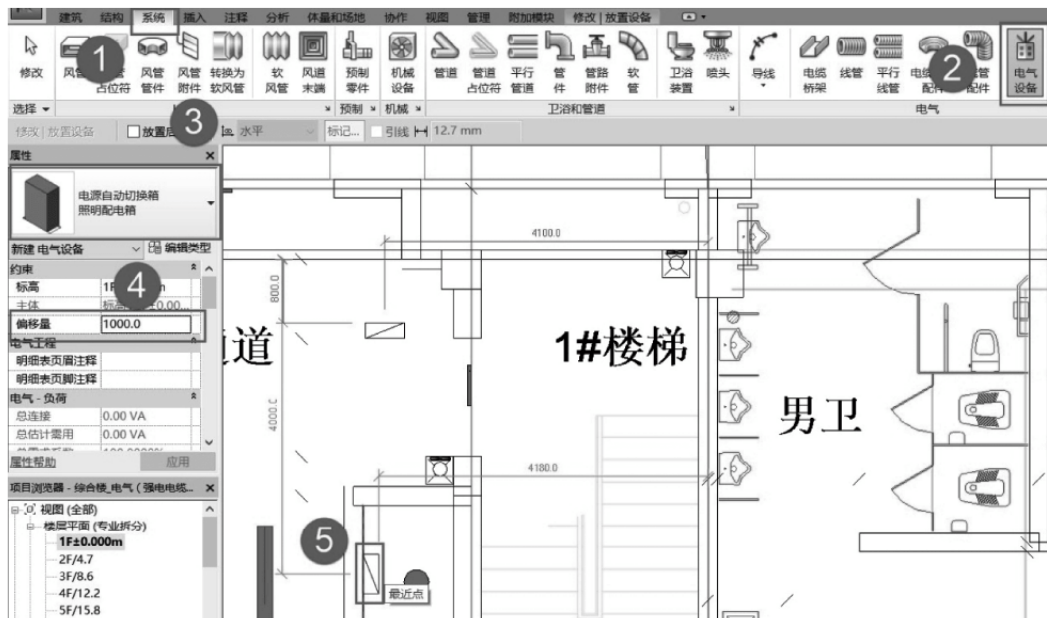 建筑 结构 系统 插入 注释 分析 体量和场地 协作 视图 管理 附加模块 修改 | 放置设备
1 2
修改 风管 占位符 风管 管件 风管 附件 转换为 软风管 软 风管 风道 末端 预制 零件 机械 设备 管道 管道 占位符 平行 管道 管 件 管路 附件 软 管 卫浴 装置 喷头 导线 电缆 桥架 线管 平行 线管 配件 配件 电气 设备
选择 预制 机械 卫浴和管道 电气
3
修改 | 放置设备 放置后 水平 标记... 引线 12.7 mm
属性
电源自动切换箱
照明配电箱
新建 电气设备 编辑类型
约束
4
标高 1F
主体
偏移量 1000.0
电气工程
明细表页眉注释
明细表页脚注释
电气 - 负荷
总连接 0.00 VA
总估计需用 0.00 VA
属性帮助 应用
项目浏览器 - 综合楼_电气 ( 强电电缆... 
视图 (全部)
楼层平面 (专业拆分)
1F±0.000m
2F/4.7
3F/8.6
4F/12.2
5F/15.8
4100.0
800.0
道 1#楼梯
男卫
4000.0
4180.0
5
最近点